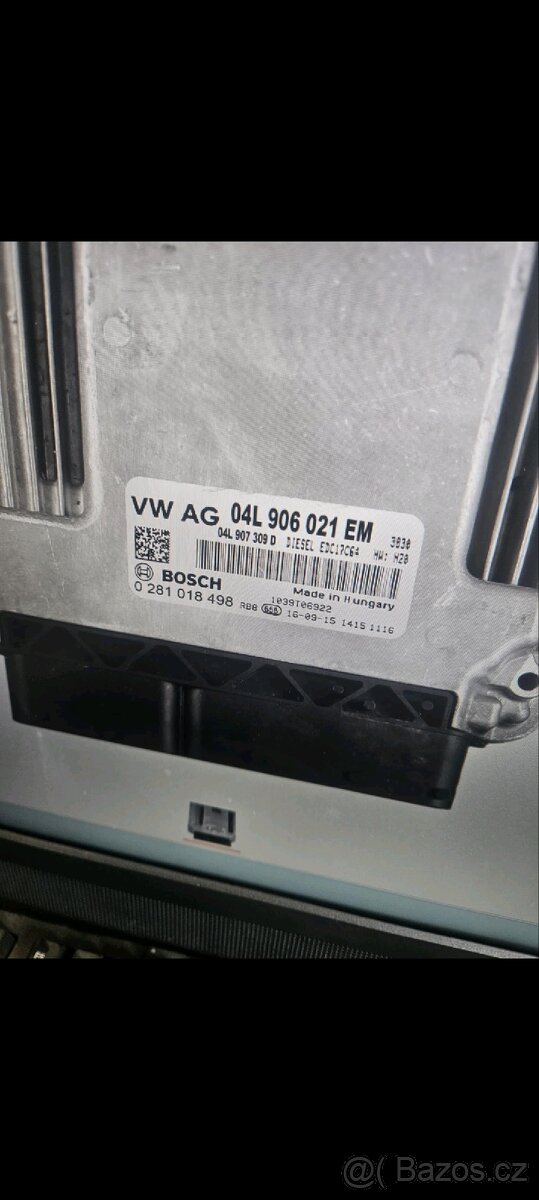 VW AG 04L 906 021 EM
04L 907 309 D DIESEL EDC17C64 3030
HW: H20
BOSCH Made in Hungary
0 281 018 498 1039T06922
RBB 16-09-15 1415 1116
@( Bazos.cz